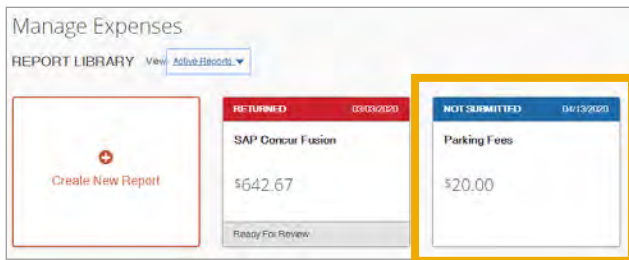 Manage Expenses
REPORT LIBRARY View: Active Reports
RETURNED 03/03/2020
SAP Concur Fusion
$642.67
Ready For Review
NOT SUBMITTED 04/13/2020
Parking Fees
$20.00
Create New Report